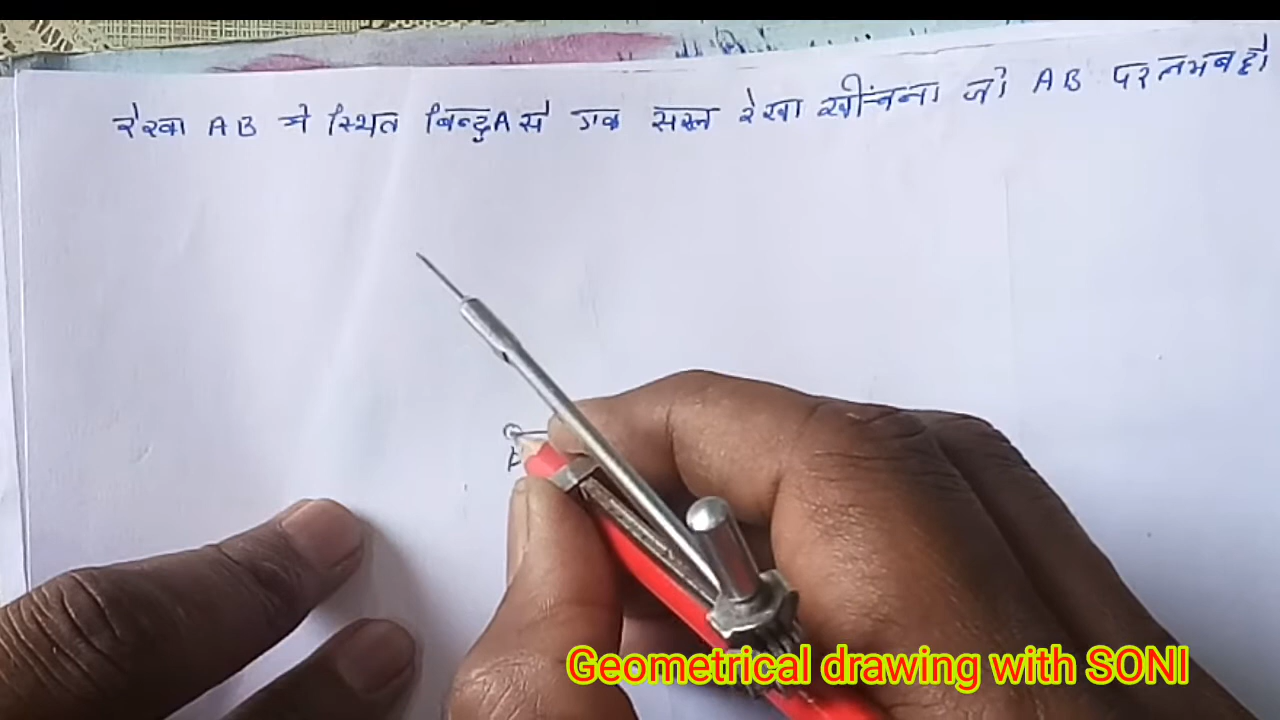 रेखा AB मे स्थित बिन्दु A से एक सरल रेखा खींचना जो AB पर लम्ब हो
A
Geometrical drawing with SONI